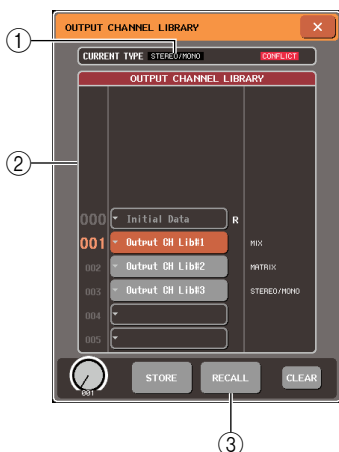 OUTPUT CHANNEL LIBRARY ×
① CURRENT TYPE STEREO/MONO CONFLICT
OUTPUT CHANNEL LIBRARY
②
000 Initial Data R
001 Output CH Lib#1 MIX
002 Output CH Lib#2 MATRIX
003 Output CH Lib#3 STEREO/MONO
004
005
001 STORE RECALL CLEAR
③